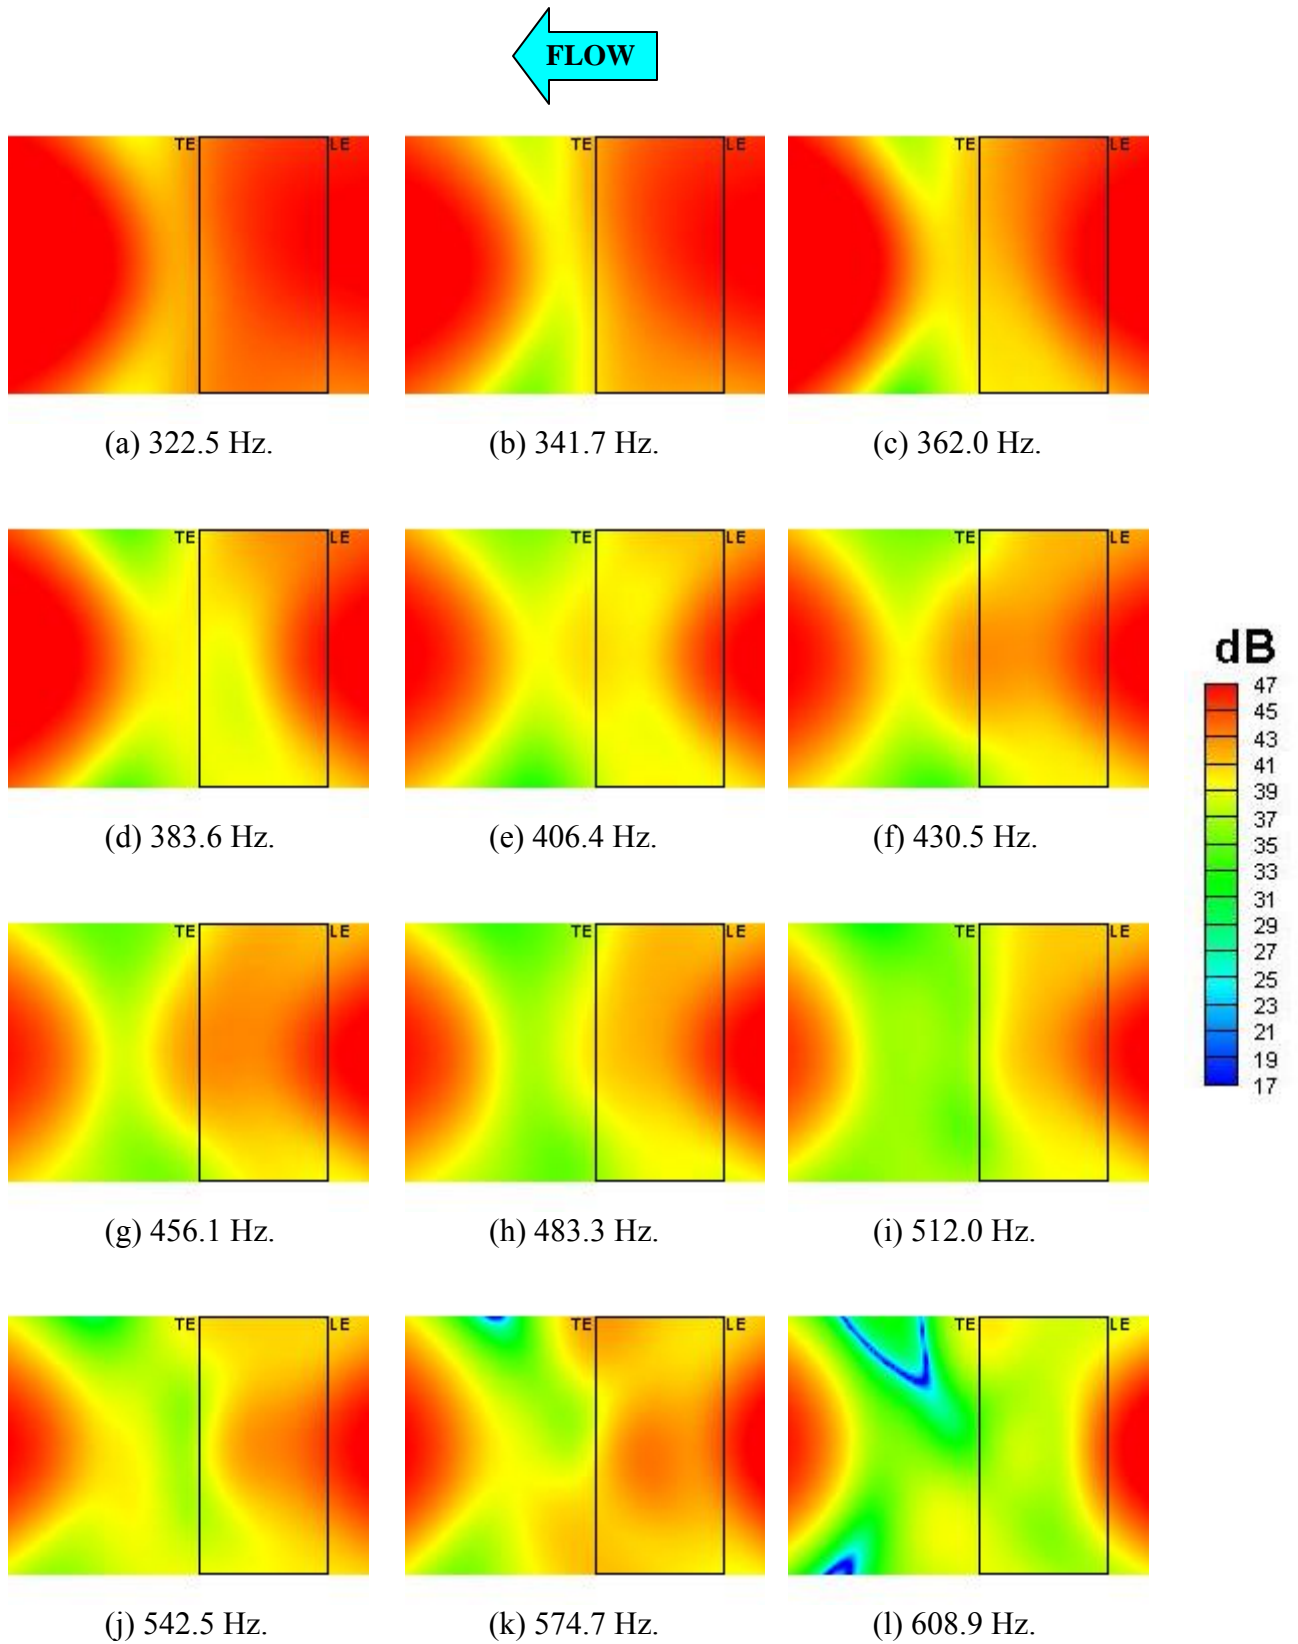 FLOW
TE LE TE LE TE LE
(a) 322.5 Hz. (b) 341.7 Hz. (c) 362.0 Hz.
TE LE TE LE TE LE
(d) 383.6 Hz. (e) 406.4 Hz. (f) 430.5 Hz.
dB
47
45
43
41
39
37
35
33
31
29
27
25
23
21
19
17
TE LE TE LE TE LE
(g) 456.1 Hz. (h) 483.3 Hz. (i) 512.0 Hz.
TE LE TE LE TE LE
(j) 542.5 Hz. (k) 574.7 Hz. (l) 608.9 Hz.